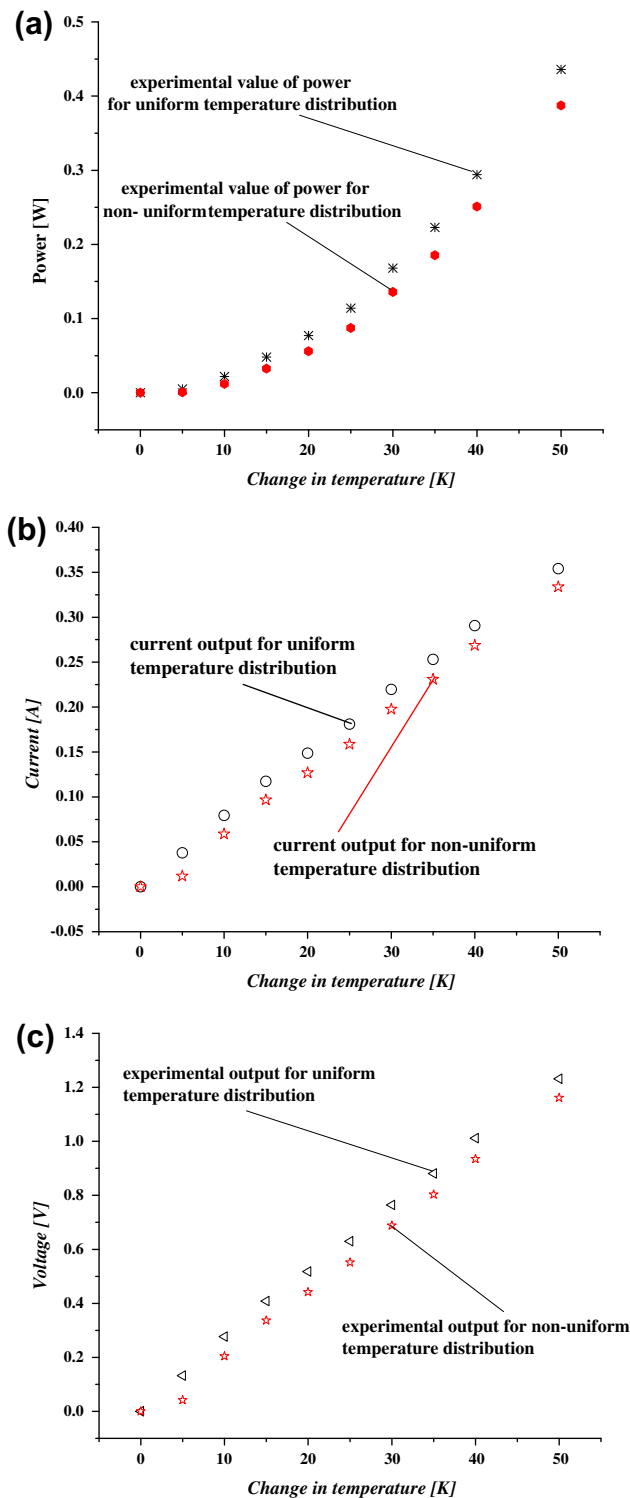 (a)
0.5
0.4
0.3
0.2
0.1
0.0
Power [W]
experimental value of power
for uniform temperature distribution
experimental value of power for
non- uniform temperature distribution
0 10 20 30 40 50
Change in temperature [K]
(b)
0.40
0.35
0.30
0.25
0.20
0.15
0.10
0.05
0.00
-0.05
Current [A]
current output for uniform
temperature distribution
current output for non-uniform
temperature distribution
0 10 20 30 40 50
Change in temperature [K]
(c)
1.4
1.2
1.0
0.8
0.6
0.4
0.2
0.0
Voltage [V]
experimental output for uniform
temperature distribution
experimental output for non-uniform
temperature distribution
0 10 20 30 40 50
Change in temperature [K]